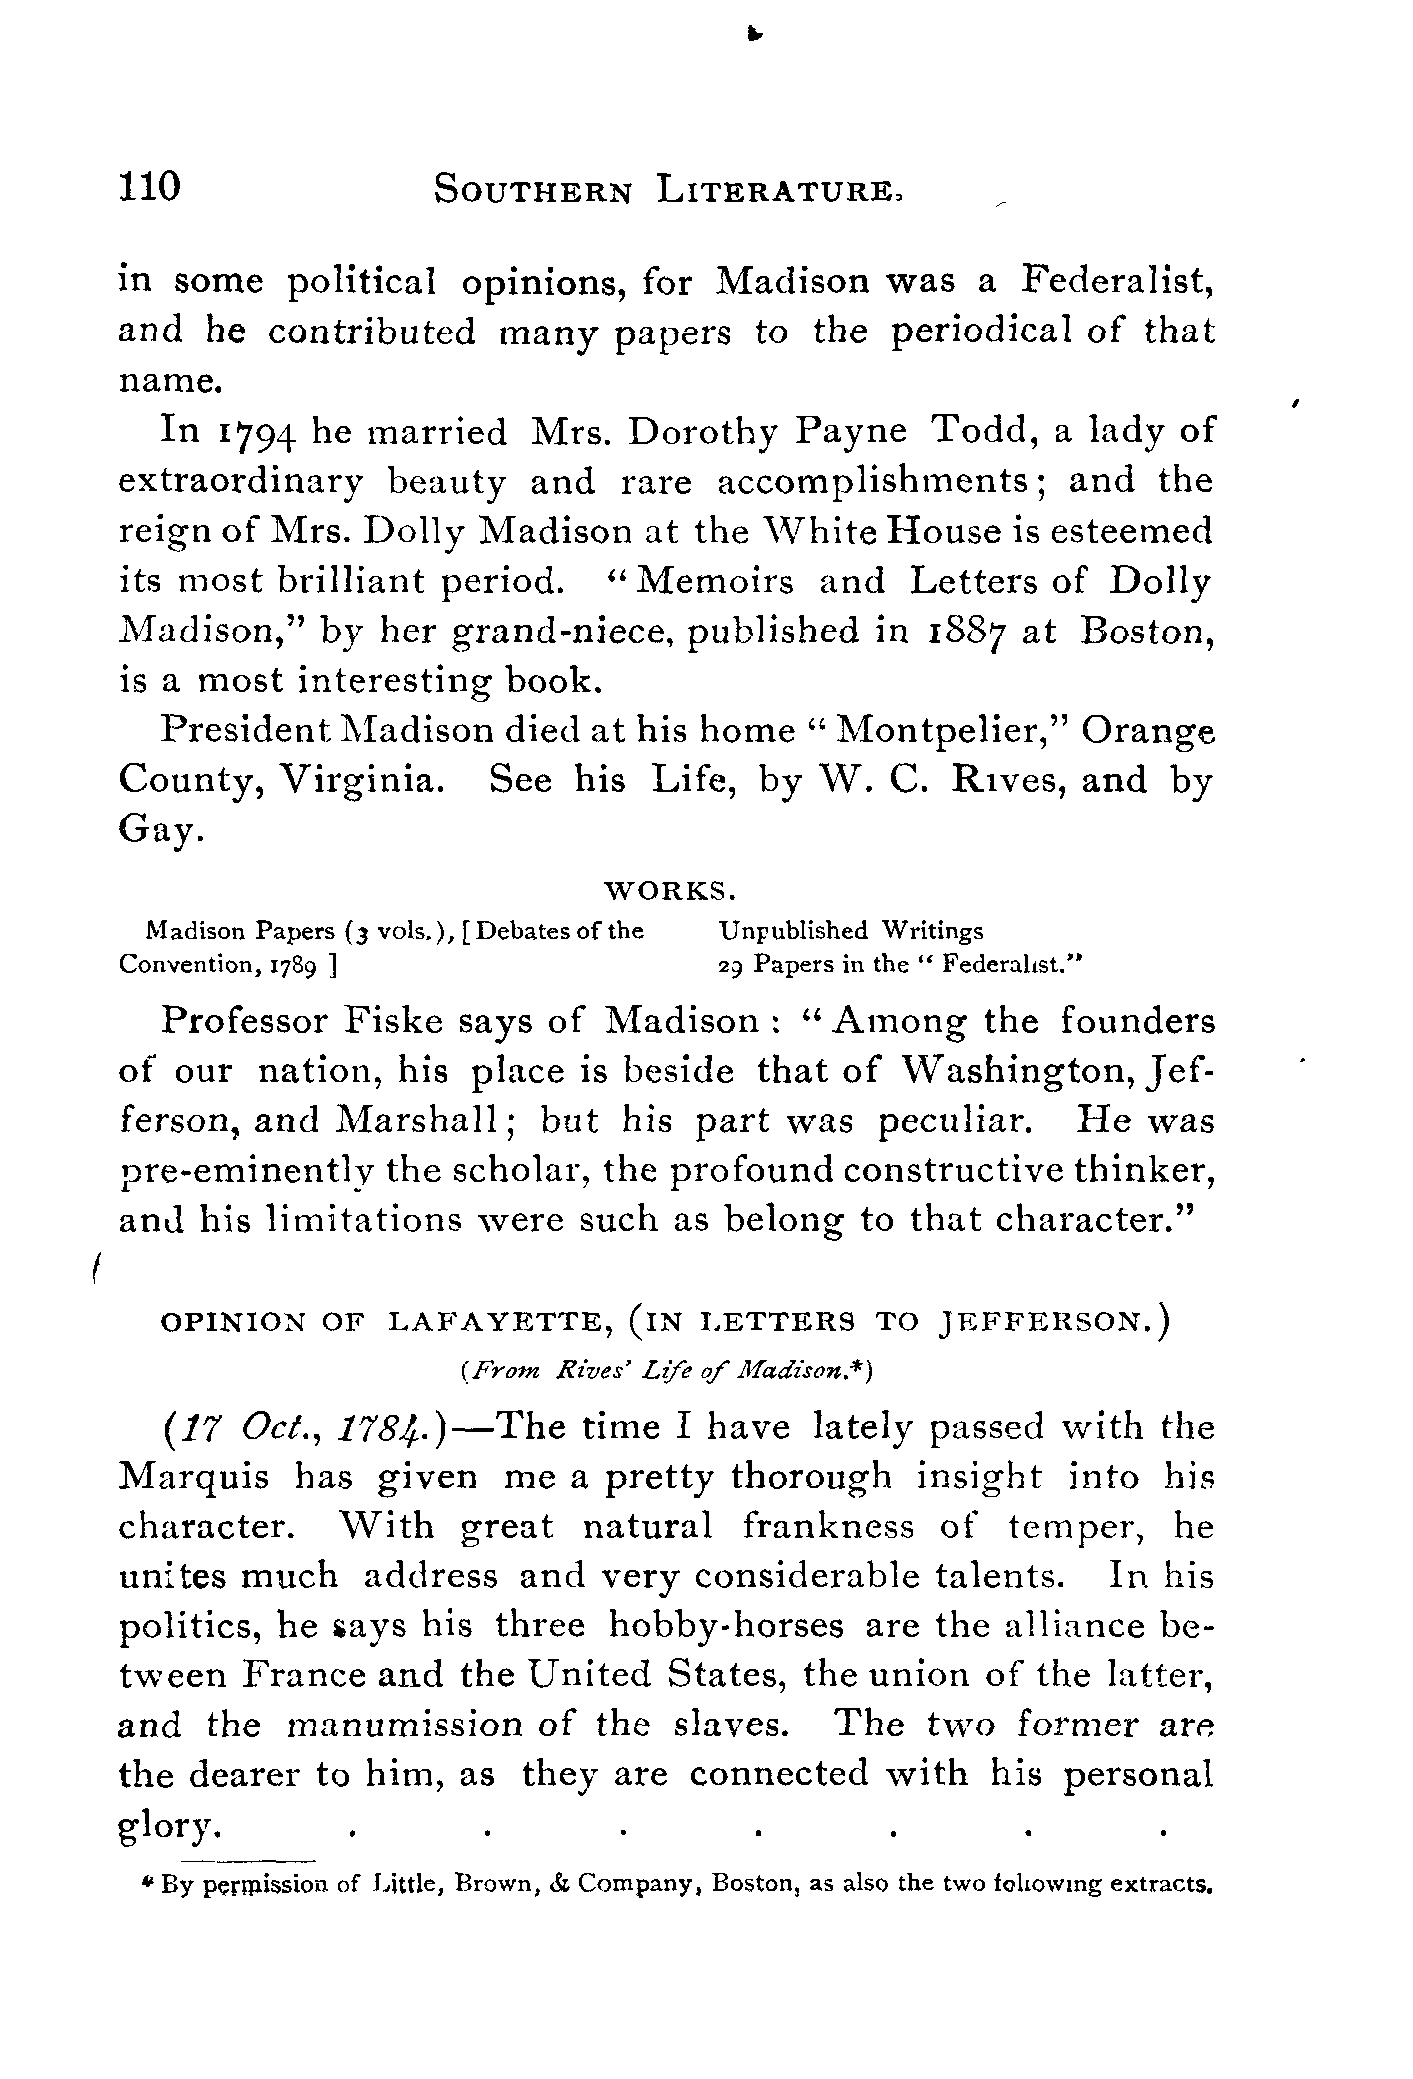 110 SOUTHERN LITERATURE.
in some political opinions, for Madison was a Federalist,
and he contributed many papers to the periodical of that
name.
In 1794 he married Mrs. Dorothy Payne Todd, a lady of
extraordinary beauty and rare accomplishments; and the
reign of Mrs. Dolly Madison at the White House is esteemed
its most brilliant period. “Memoirs and Letters of Dolly
Madison,” by her grand-niece, published in 1887 at Boston,
is a most interesting book.
President Madison died at his home “Montpelier,” Orange
County, Virginia. See his Life, by W. C. Rives, and by
Gay.
WORKS.
Madison Papers (3 vols.), [Debates of the
Convention, 1789 ]
Unpublished Writings
29 Papers in the “Federalist.”
Professor Fiske says of Madison: “Among the founders
of our nation, his place is beside that of Washington, Jef-
ferson, and Marshall; but his part was peculiar. He was
pre-eminently the scholar, the profound constructive thinker,
and his limitations were such as belong to that character.”
OPINION OF LAFAYETTE, (IN LETTERS TO JEFFERSON.)
(From Rives’ Life of Madison.*)
(17 Oct., 1784.)—The time I have lately passed with the
Marquis has given me a pretty thorough insight into his
character. With great natural frankness of temper, he
unites much address and very considerable talents. In his
politics, he says his three hobby-horses are the alliance be-
tween France and the United States, the union of the latter,
and the manumission of the slaves. The two former are
the dearer to him, as they are connected with his personal
glory. . . . . . . .
* By permission of Little, Brown, & Company, Boston, as also the two following extracts.